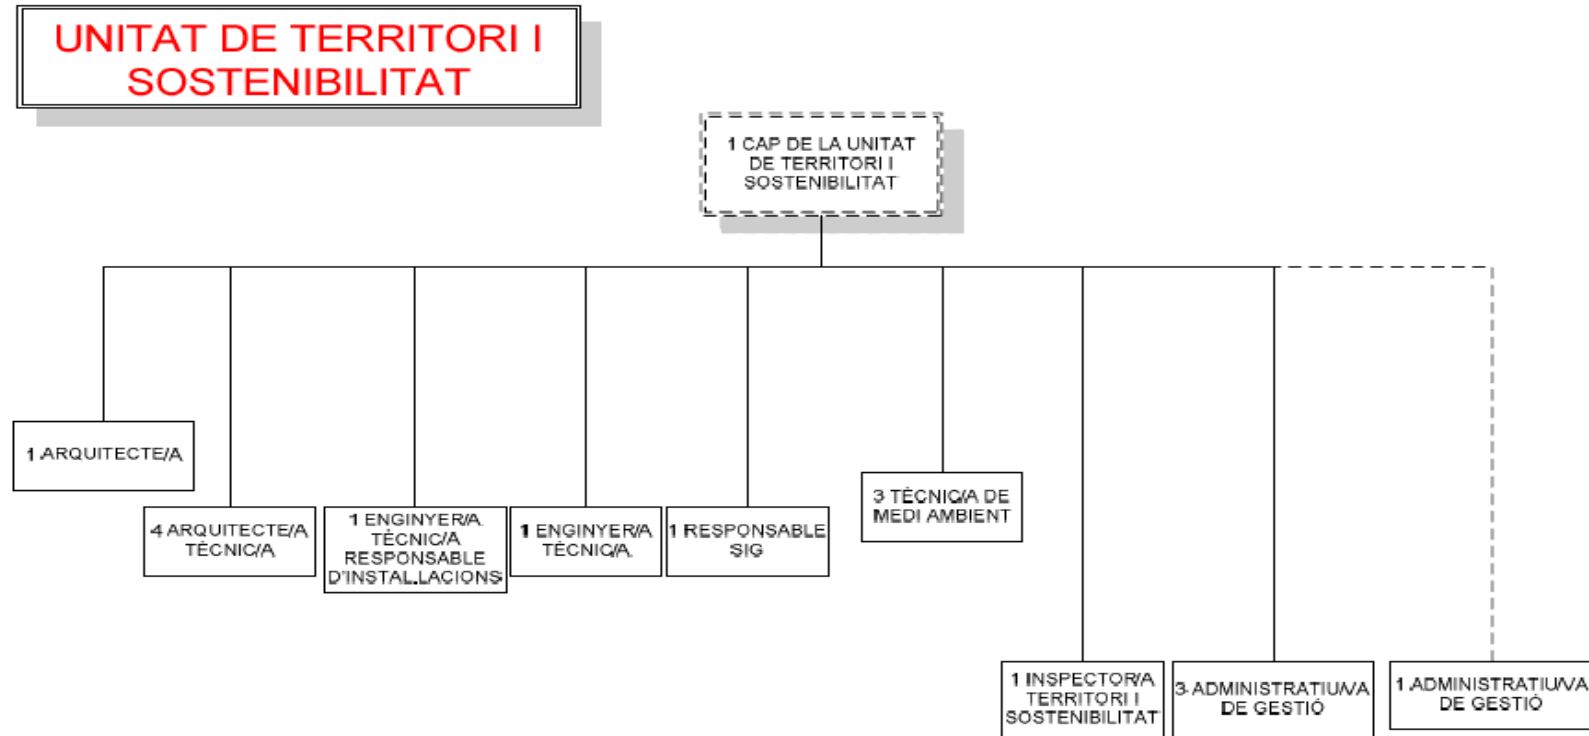 UNITAT DE TERRITORI I
SOSTENIBILITAT
1 CAP DE LA UNITAT
DE TERRITORI I
SOSTENIBILITAT
1 ARQUITECTE/A
4 ARQUITECTE/A
TÈCNIC/A
1 ENGINYER/A
TÈCNIC/A
RESPONSABLE
D'INSTAL.LACIONS
1 ENGINYER/A
TÈCNIC/A
1 RESPONSABLE
SIG
3 TÈCNIC/A DE
MEDI AMBIENT
1 INSPECTOR/A
TERRITORI I
SOSTENIBILITAT
3 ADMINISTRATIU/VA
DE GESTIÓ
1 ADMINISTRATIU/VA
DE GESTIÓ